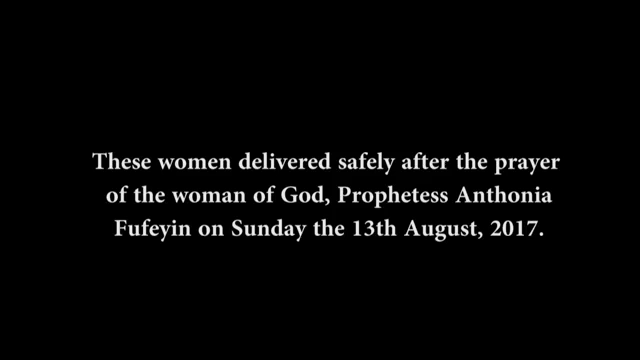 These women delivered safely after the prayer
of the woman of God, Prophetess Anthonia
Fufeyin on Sunday the 13th August, 2017.